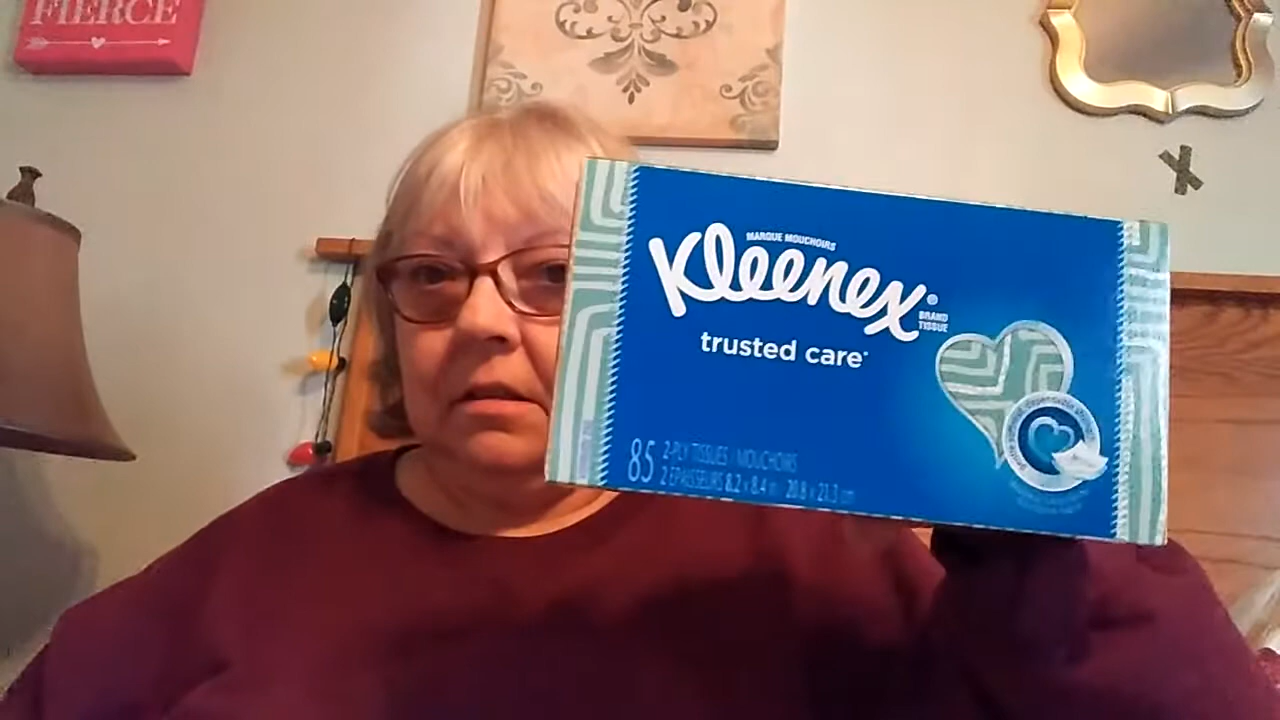 FIERCE
MARQUE MOUCHOIRS
Kleenex®
BRAND
TISSUE
trusted care*
85 2-PLY TISSUES / MOUCHOIRS
2 ÉPAISSEURS 8.2 x 8.4 in 20.8 x 21.3 cm
X